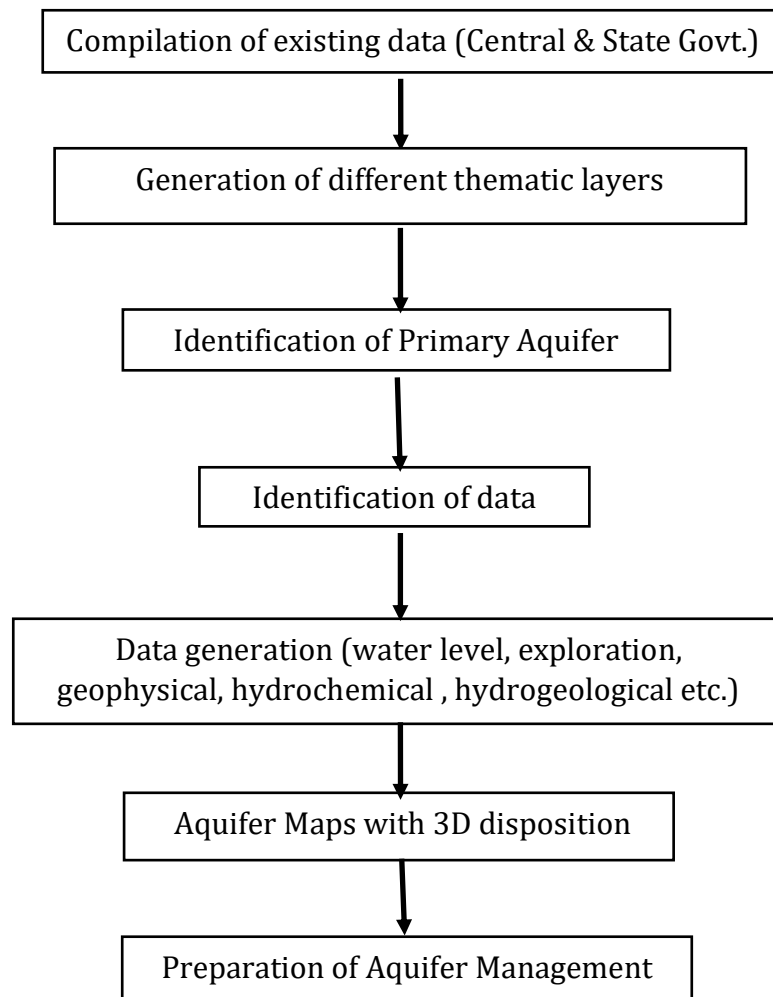 Compilation of existing data (Central & State Govt.)
Generation of different thematic layers
Identification of Primary Aquifer
Identification of data
Data generation (water level, exploration,
geophysical, hydrochemical , hydrogeological etc.)
Aquifer Maps with 3D disposition
Preparation of Aquifer Management